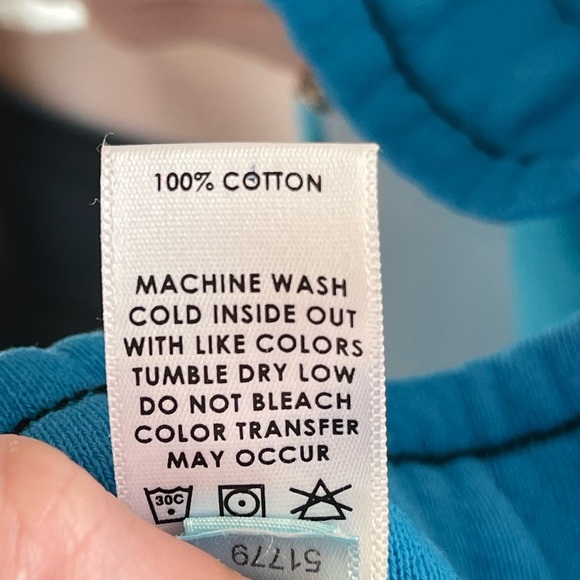 100% COTTON
MACHINE WASH
COLD INSIDE OUT
WITH LIKE COLORS
TUMBLE DRY LOW
DO NOT BLEACH
COLOR TRANSFER
MAY OCCUR
30C
51779